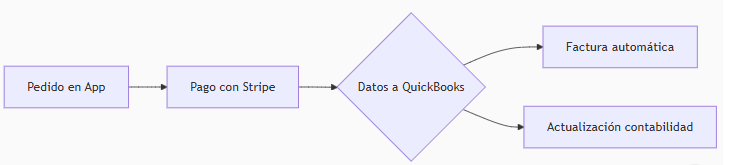 Pedido en App
Pago con Stripe
Datos a QuickBooks
Factura automática
Actualización contabilidad